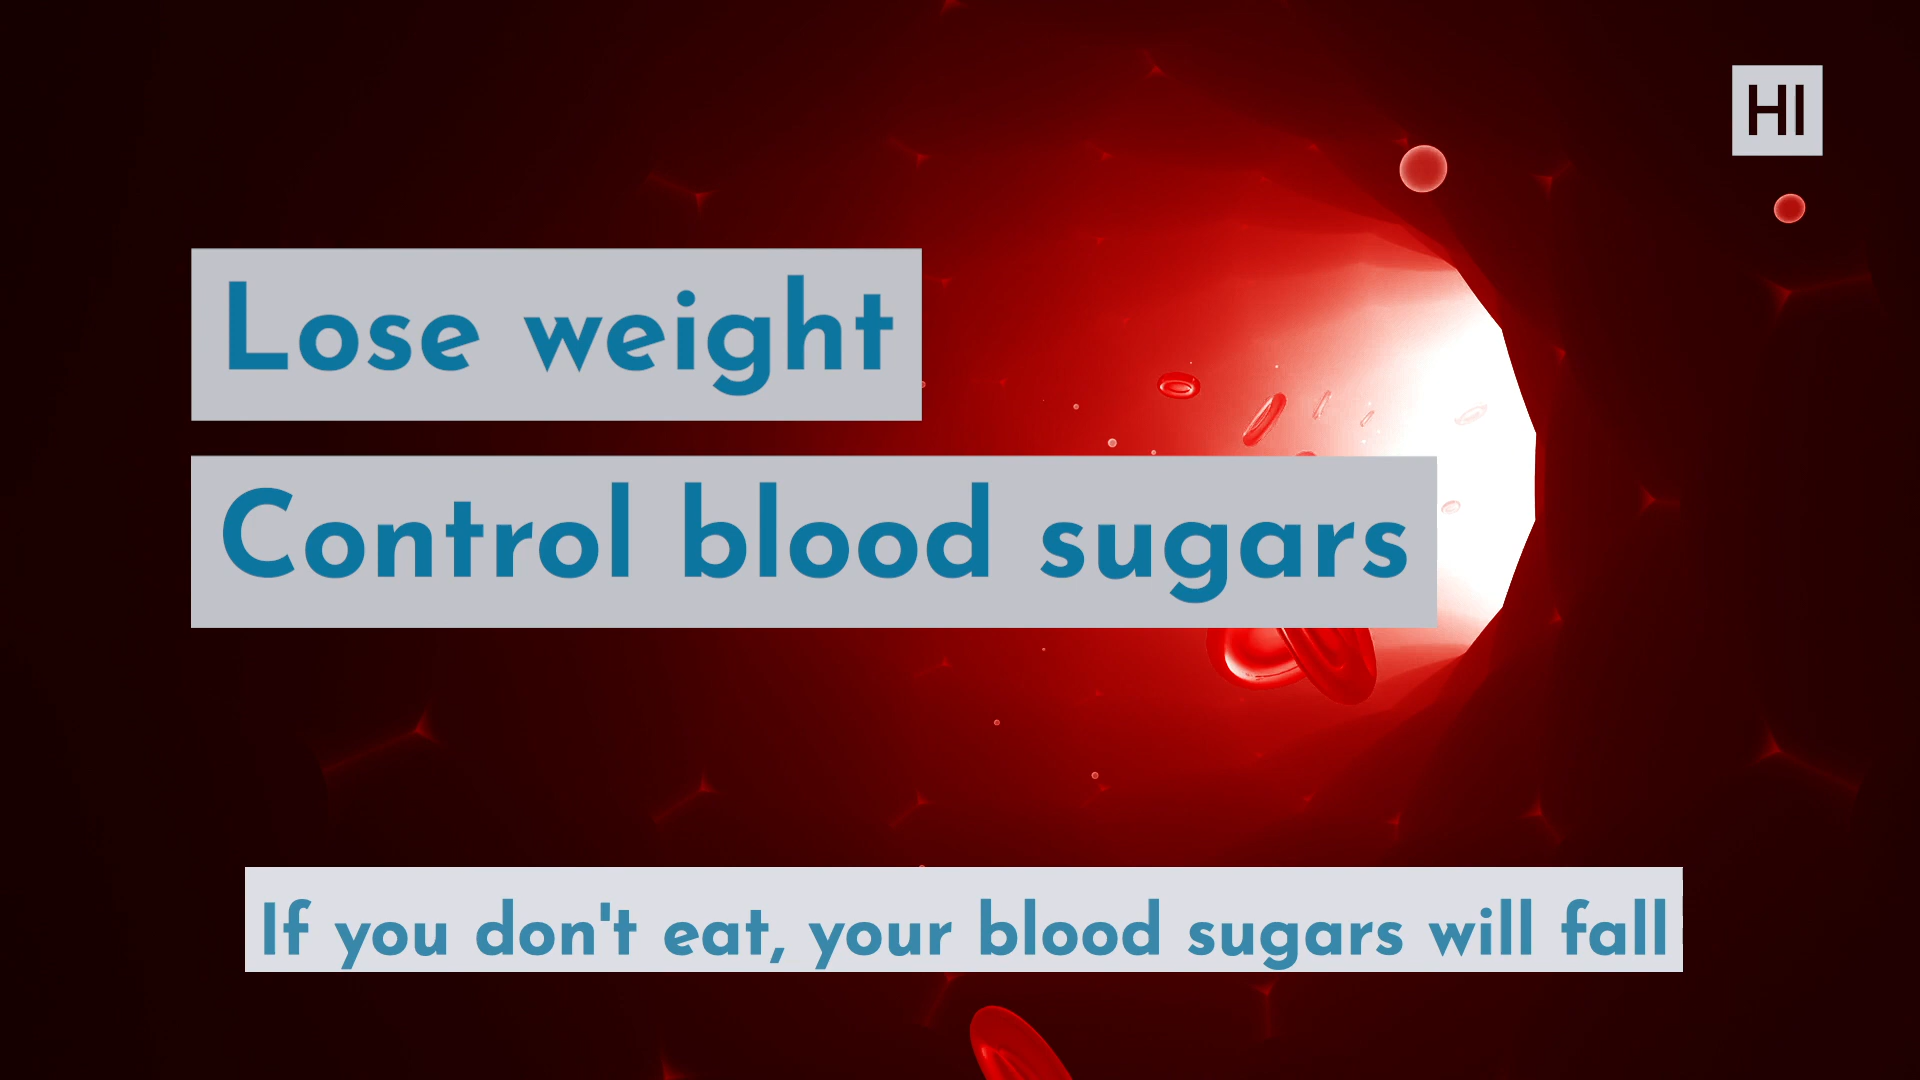 HI
Lose weight
Control blood sugars
If you don't eat, your blood sugars will fall